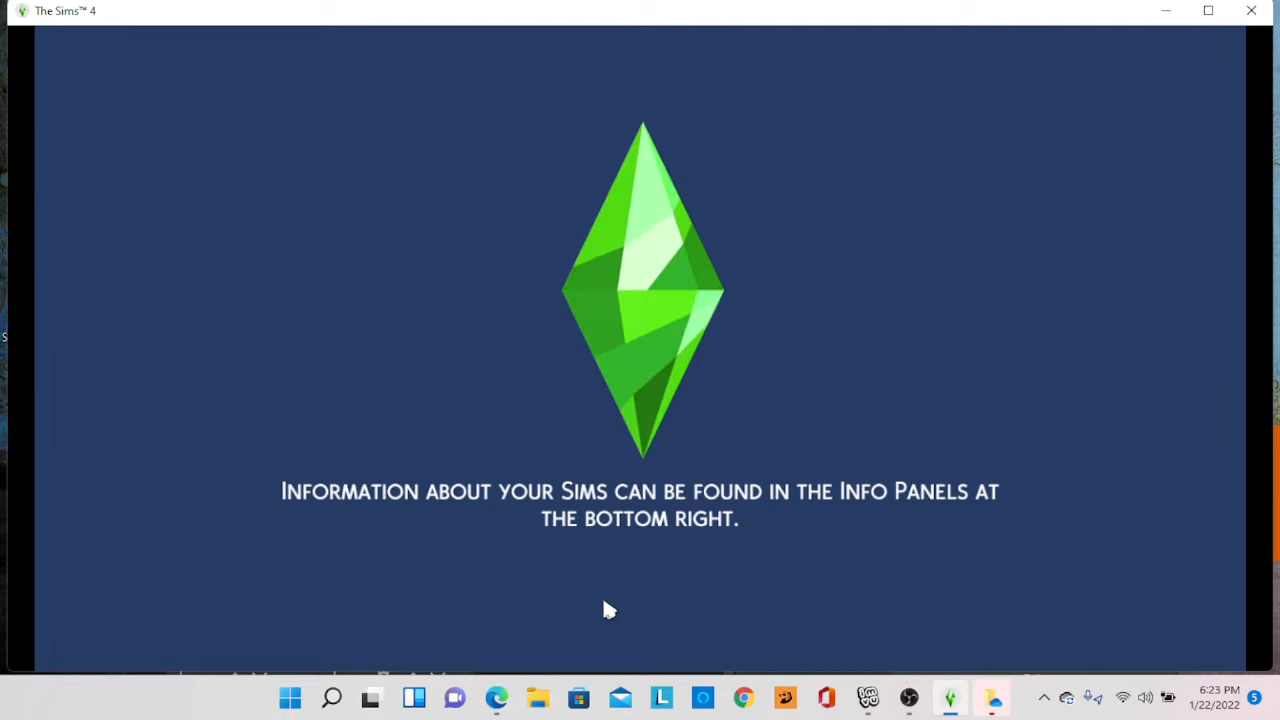 The Sims™ 4
INFORMATION ABOUT YOUR SIMS CAN BE FOUND IN THE INFO PANELS AT
THE BOTTOM RIGHT.
6:23 PM
1/22/2022
5